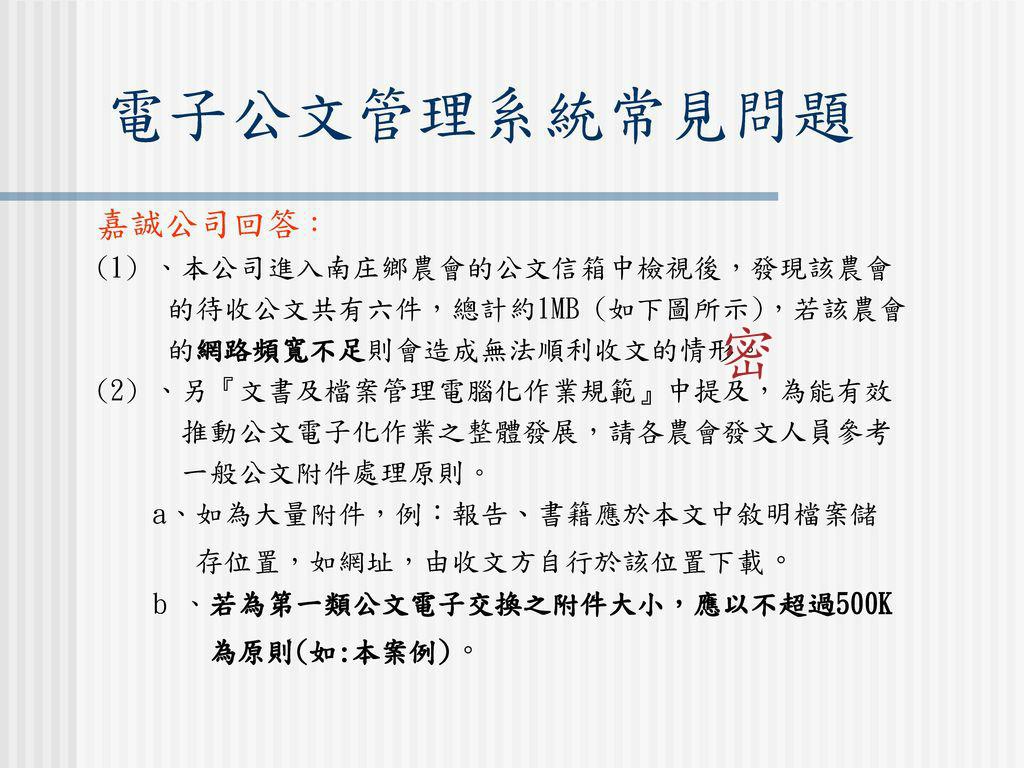 電子公文管理系統常見問題
嘉誠公司回答：
(1) 、本公司進入南庄鄉農會的公文信箱中檢視後，發現該農會
的待收公文共有六件，總計約1MB (如下圖所示)，若該農會
的網路頻寬不足則會造成無法順利收文的情形。
密
(2) 、另『文書及檔案管理電腦化作業規範』中提及，為能有效
推動公文電子化作業之整體發展，請各農會發文人員參考
一般公文附件處理原則。
a、如為大量附件，例：報告、書籍應於本文中敘明檔案儲
存位置，如網址，由收文方自行於該位置下載。
b 、若為第一類公文電子交換之附件大小，應以不超過500K
為原則(如:本案例)。